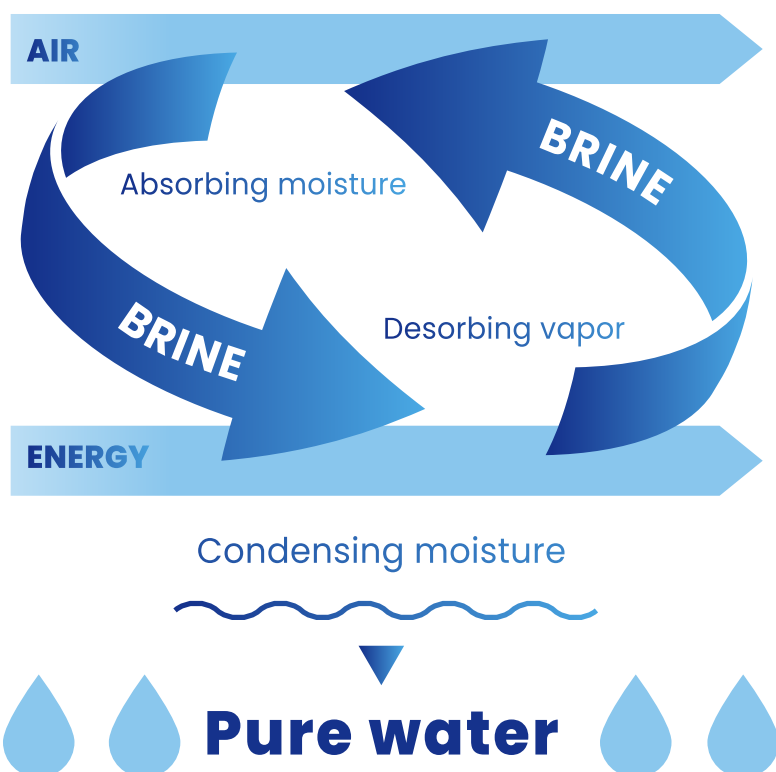 AIR
BRINE
Absorbing moisture
BRINE
Desorbing vapor
ENERGY
Condensing moisture
Pure water